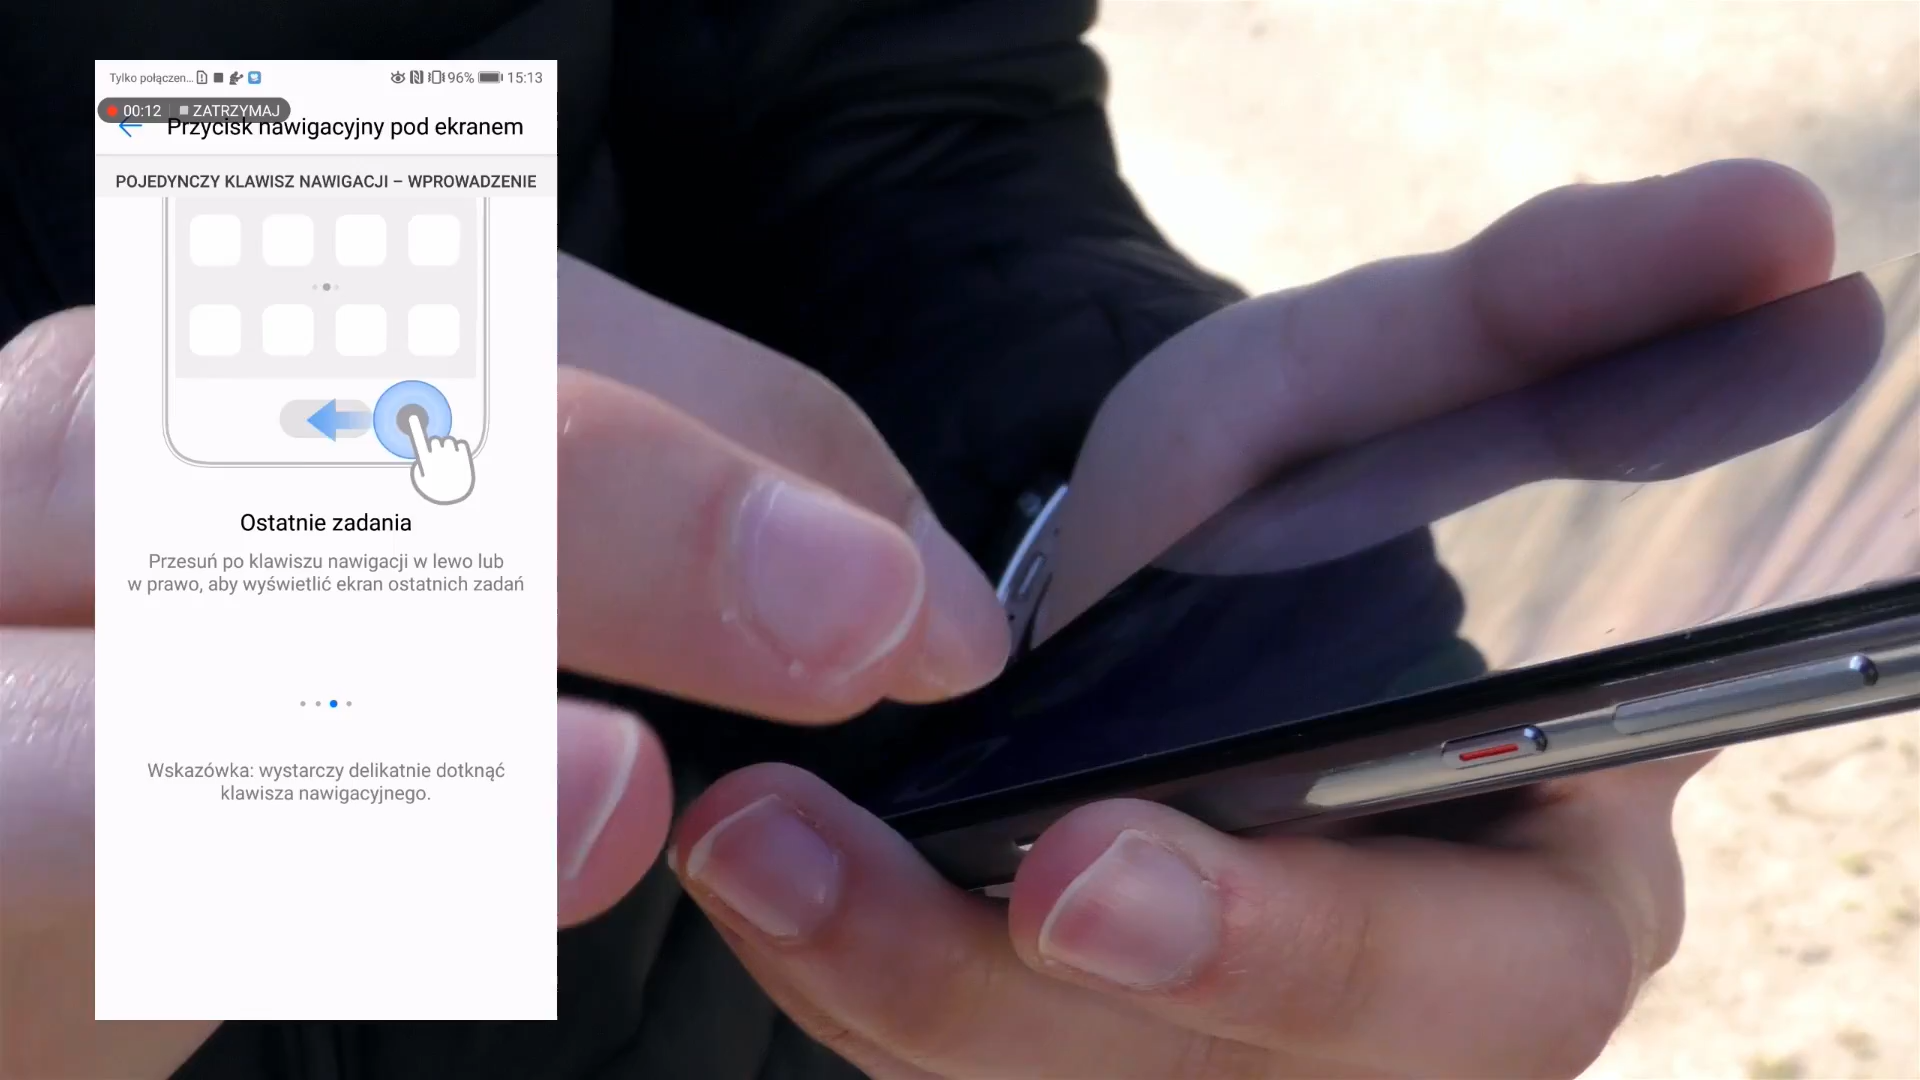 Tylko połączen...
96%
15:13
00:12
ZATRZYMAJ
Przycisk nawigacyjny pod ekranem
POJEDYNCZY KLAWISZ NAWIGACJI – WPROWADZENIE
Ostatnie zadania
Przesuń po klawiszu nawigacji w lewo lub
w prawo, aby wyświetlić ekran ostatnich zadań
Wskazówka: wystarczy delikatnie dotknąć
klawisza nawigacyjnego.